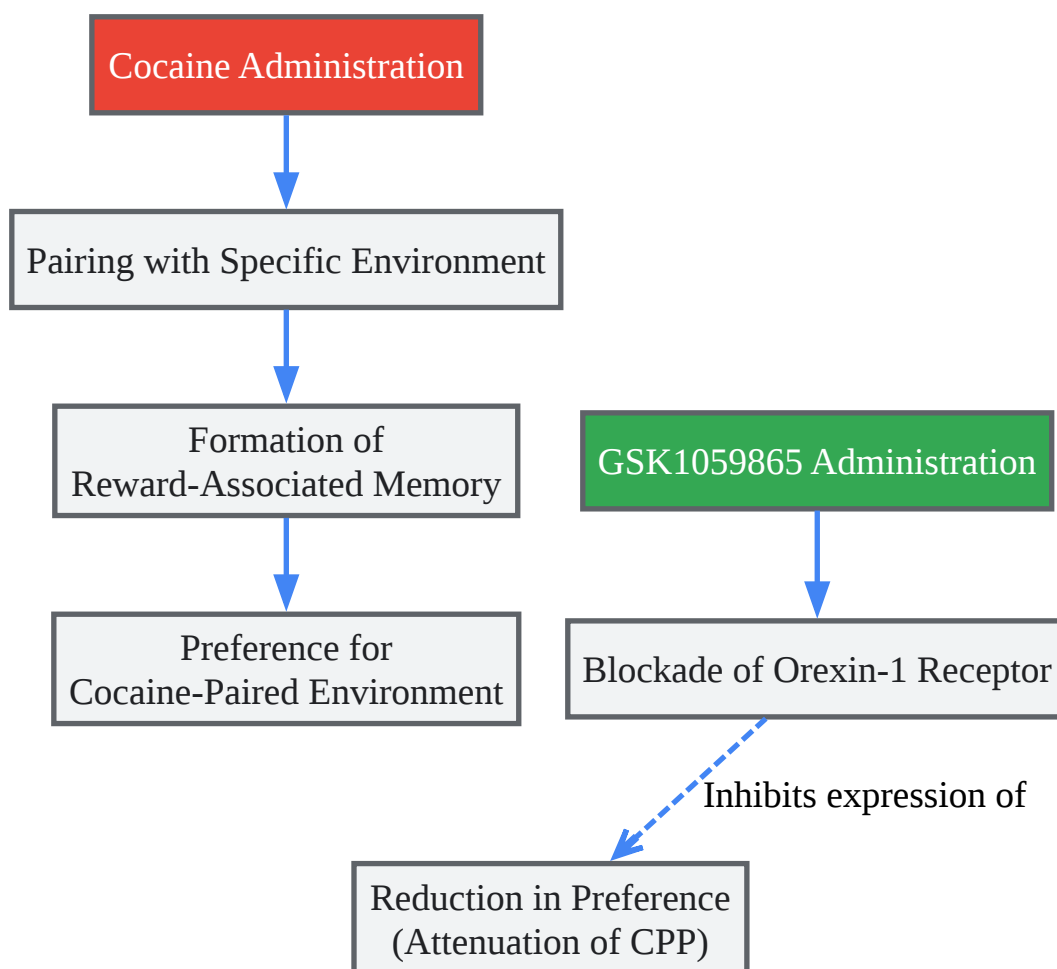 Cocaine Administration
Pairing with Specific Environment
Formation of
Reward-Associated Memory
GSK1059865 Administration
Preference for
Cocaine-Paired Environment
Blockade of Orexin-1 Receptor
Inhibits expression of
Reduction in Preference
(Attenuation of CPP)